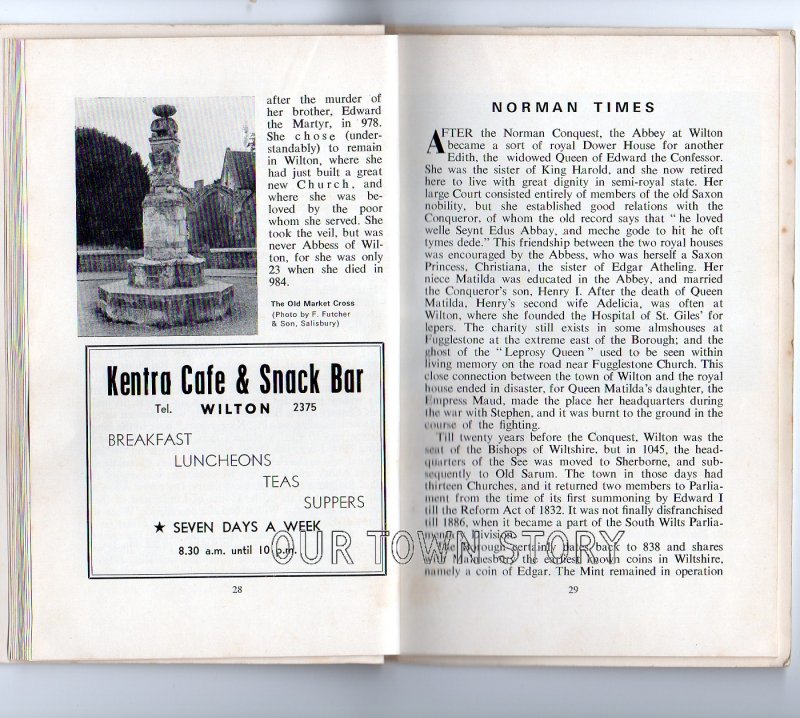 after the murder of
her brother, Edward
the Martyr, in 978.
She chose (under-
standably) to remain
in Wilton, where she
had just built a great
new Church, and
where she was be-
loved by the poor
whom she served. She
took the veil, but was
never Abbess of Wil-
ton, for she was only
23 when she died in
984.
The Old Market Cross
(Photo by F. Futcher
& Son, Salisbury)
Kentra Cafe & Snack Bar
Tel. WILTON 2375
BREAKFAST
LUNCHEONS
TEAS
SUPPERS
★ SEVEN DAYS A WEEK
8.30 a.m. until 10 p.m.
28
NORMAN TIMES
AFTER the Norman Conquest, the Abbey at Wilton
became a sort of royal Dower House for another
Edith, the widowed Queen of Edward the Confessor.
She was the sister of King Harold, and she now retired
here to live with great dignity in semi-royal state. Her
large Court consisted entirely of members of the old Saxon
nobility, but she established good relations with the
Conqueror, of whom the old record says that "he loved
welle Seynt Edus Abbay, and meche gode to hit he oft
tymes dede." This friendship between the two royal houses
was encouraged by the Abbess, who was herself a Saxon
Princess, Christiana, the sister of Edgar Atheling. Her
niece Matilda was educated in the Abbey, and married
the Conqueror's son, Henry I. After the death of Queen
Matilda, Henry's second wife Adelicia, was often at
Wilton, where she founded the Hospital of St. Giles' for
lepers. The charity still exists in some almshouses at
Fugglestone at the extreme east of the Borough; and the
ghost of the "Leprosy Queen" used to be seen within
living memory on the road near Fugglestone Church. This
close connection between the town of Wilton and the royal
house ended in disaster, for Queen Matilda's daughter, the
Empress Maud, made the place her headquarters during
the war with Stephen, and it was burnt to the ground in the
course of the fighting.
Till twenty years before the Conquest, Wilton was the
seat of the Bishops of Wiltshire, but in 1045, the head-
quarters of the See was moved to Sherborne, and sub-
sequently to Old Sarum. The town in those days had
thirteen Churches, and it returned two members to Parlia-
ment from the time of its first summoning by Edward I
till the Reform Act of 1832. It was not finally disfranchised
till 1886, when it became a part of the South Wilts Parlia-
mentary Division.
The Borough certainly dates back to 838 and shares
with Malmesbury the earliest known coins in Wiltshire,
namely a coin of Edgar. The Mint remained in operation
29
OUR TOWN STORY